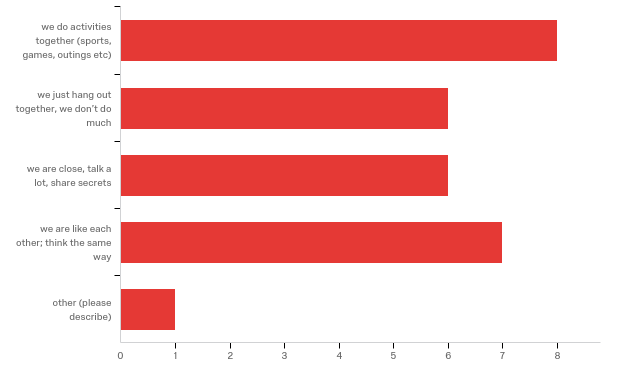 we do activities
together (sports,
games, outings etc)
we just hang out
together, we don't do
much
we are close, talk a
lot, share secrets
we are like each
other; think the same
way
other (please
describe)
0 1 2 3 4 5 6 7 8